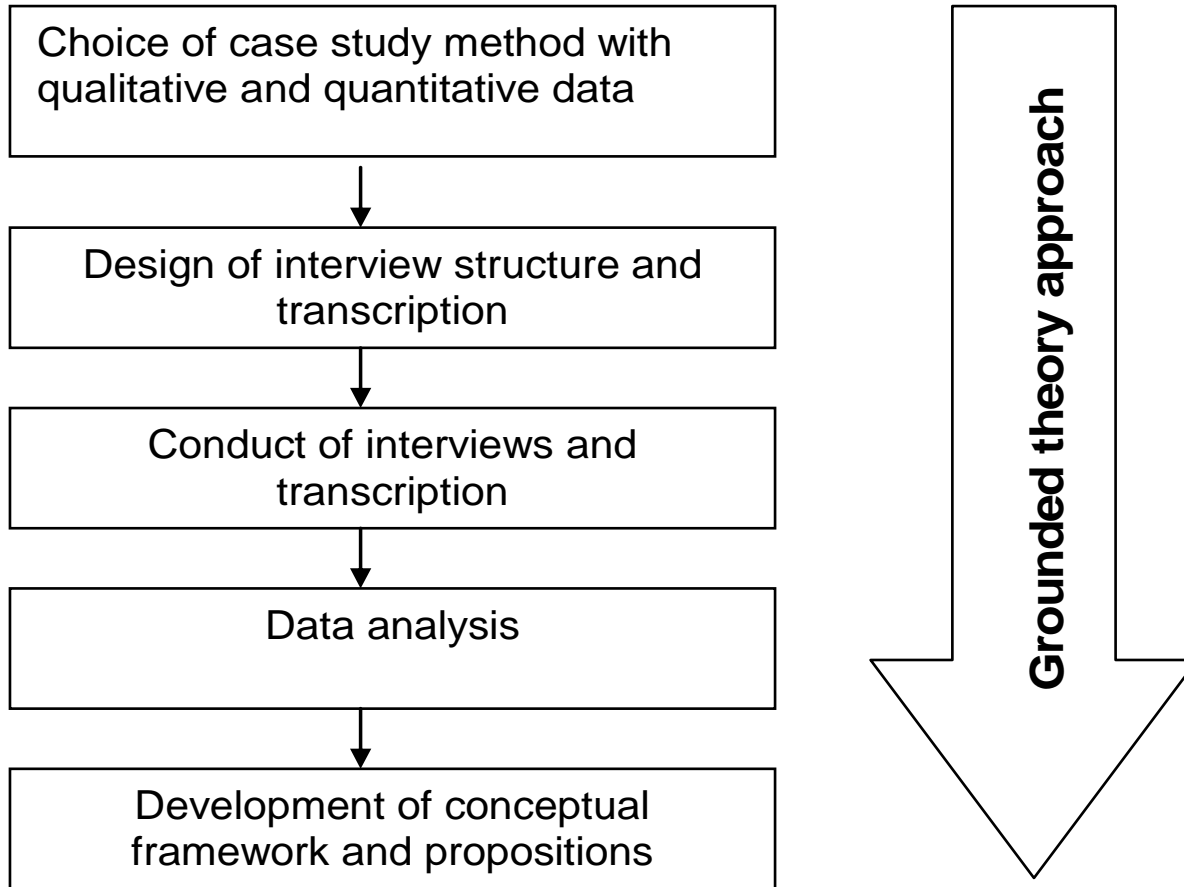 Choice of case study method with
qualitative and quantitative data
Design of interview structure and
transcription
Conduct of interviews and
transcription
Data analysis
Development of conceptual
framework and propositions
Grounded theory approach